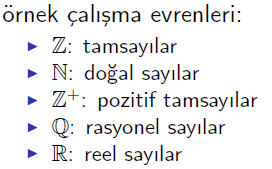 örnek çalışma evrenleri:
▶ ℤ: tamsayılar
▶ ℕ: doğal sayılar
▶ ℤ⁺: pozitif tamsayılar
▶ ℚ: rasyonel sayılar
▶ ℝ: reel sayılar